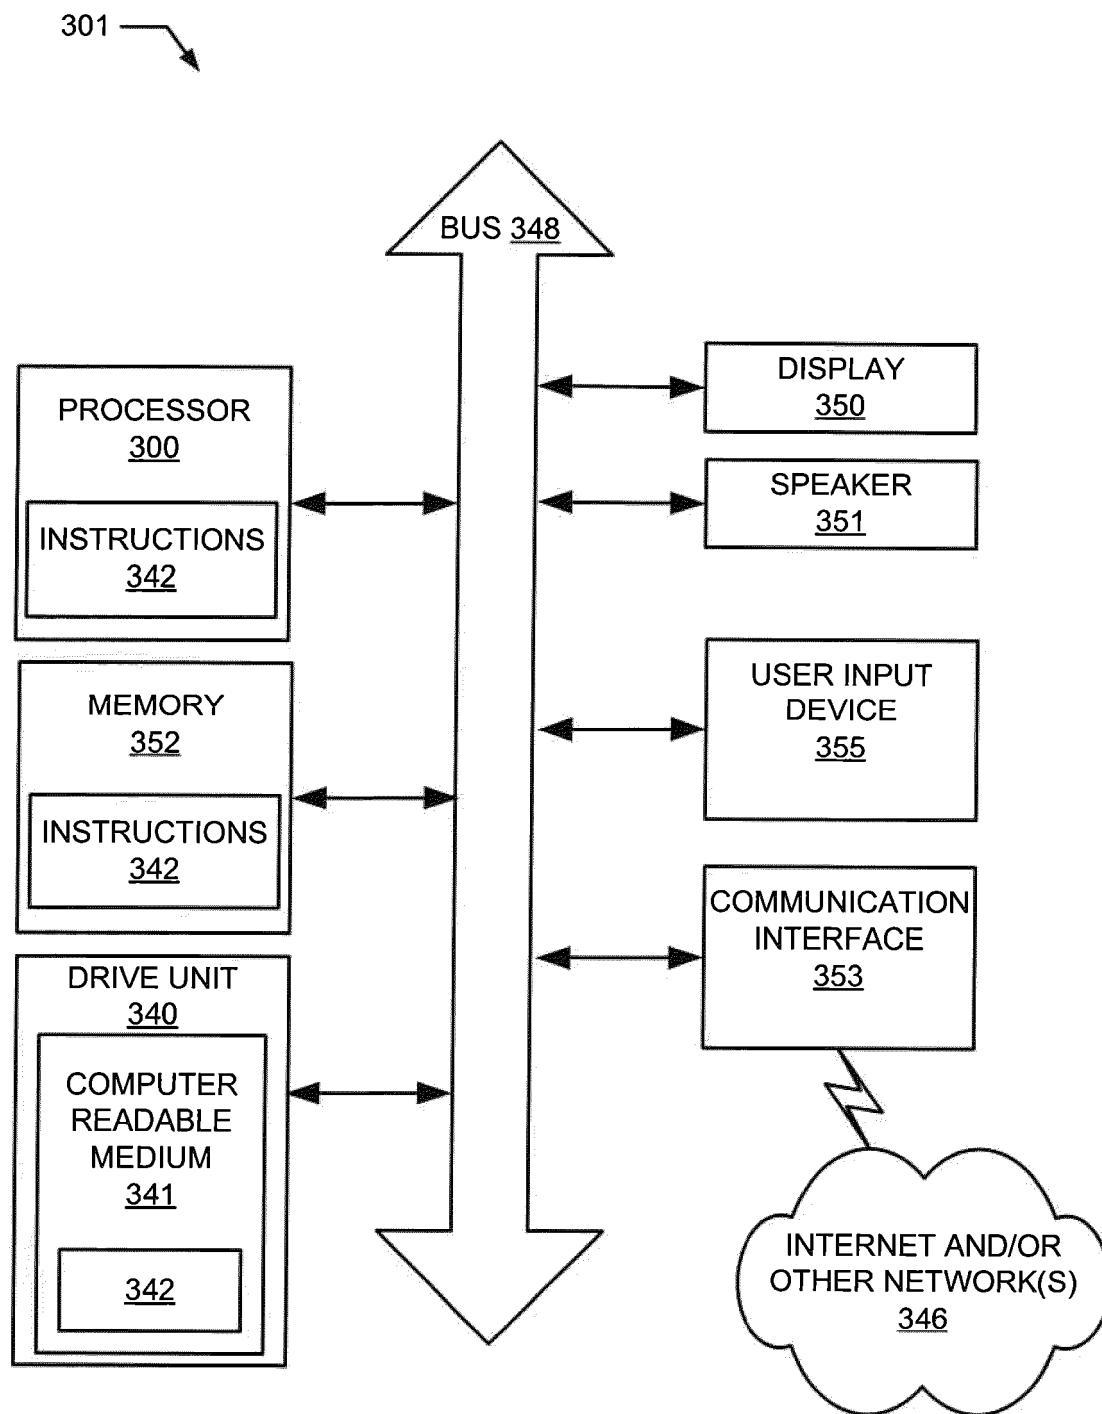 301
BUS 348
PROCESSOR
300
INSTRUCTIONS
342
MEMORY
352
INSTRUCTIONS
342
DRIVE UNIT
340
COMPUTER
READABLE
MEDIUM
341
342
DISPLAY
350
SPEAKER
351
USER INPUT
DEVICE
355
COMMUNICATION
INTERFACE
353
INTERNET AND/OR
OTHER NETWORK(S)
346